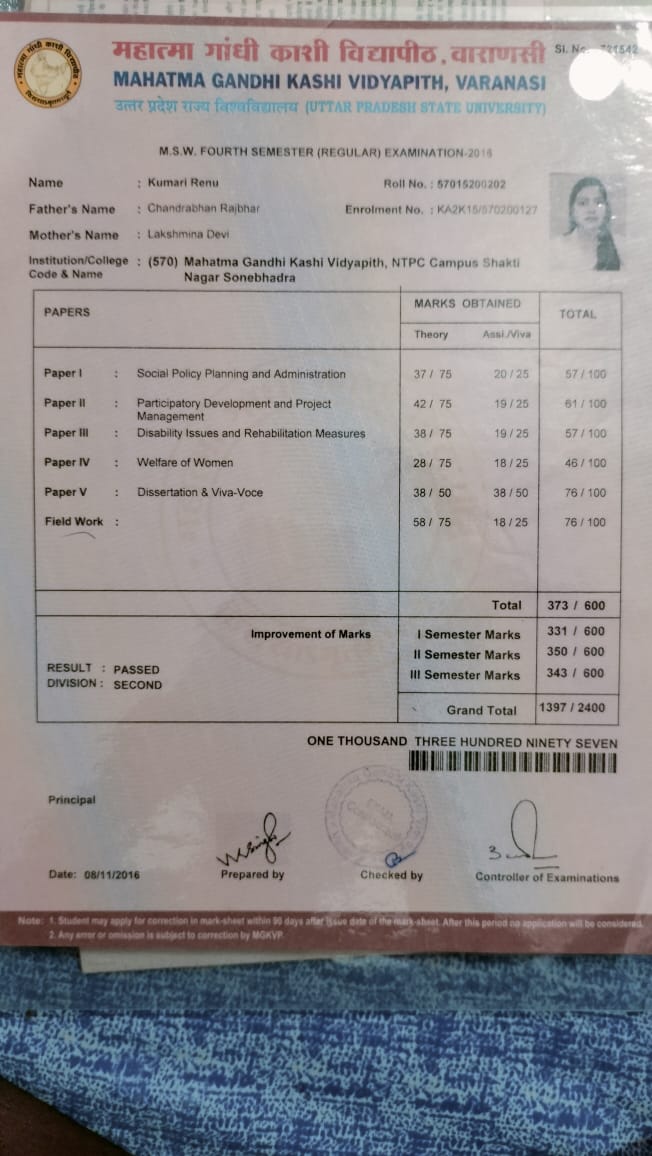 महात्मा गांधी काशी विद्यापीठ, वाराणसी
MAHATMA GANDHI KASHI VIDYAPITH, VARANASI
उत्तर प्रदेश राज्य विश्वविद्यालय (UTTAR PRADESH STATE UNIVERSITY)
M.S.W. FOURTH SEMESTER (REGULAR) EXAMINATION-2016
Name : Kumari Renu Roll No. : 57015200202
Father's Name : Chandrabhan Rajbhar Enrolment No. : KA2K15/570200127
Mother's Name : Lakshmina Devi
Institution/College : (570) Mahatma Gandhi Kashi Vidyapith, NTPC Campus Shakti
Code & Name Nagar Sonebhadra
PAPERS MARKS OBTAINED TOTAL
Theory Assi./Viva
Paper I : Social Policy Planning and Administration 37 / 75 20 / 25 57 / 100
Paper II : Participatory Development and Project 42 / 75 19 / 25 61 / 100
Management
Paper III : Disability Issues and Rehabilitation Measures 38 / 75 19 / 25 57 / 100
Paper IV : Welfare of Women 28 / 75 18 / 25 46 / 100
Paper V : Dissertation & Viva-Voce 38 / 50 38 / 50 76 / 100
Field Work : 58 / 75 18 / 25 76 / 100
Total 373 / 600
Improvement of Marks I Semester Marks 331 / 600
II Semester Marks 350 / 600
RESULT : PASSED III Semester Marks 343 / 600
DIVISION : SECOND
Grand Total 1397 / 2400
ONE THOUSAND THREE HUNDRED NINETY SEVEN
Principal
Date: 08/11/2016 Prepared by Checked by Controller of Examinations
Note: 1. Student may apply for correction in mark-sheet within 90 days after issue date of the mark-sheet. After this period no application will be considered.
2. Any error or omission is subject to correction by MGKVP.